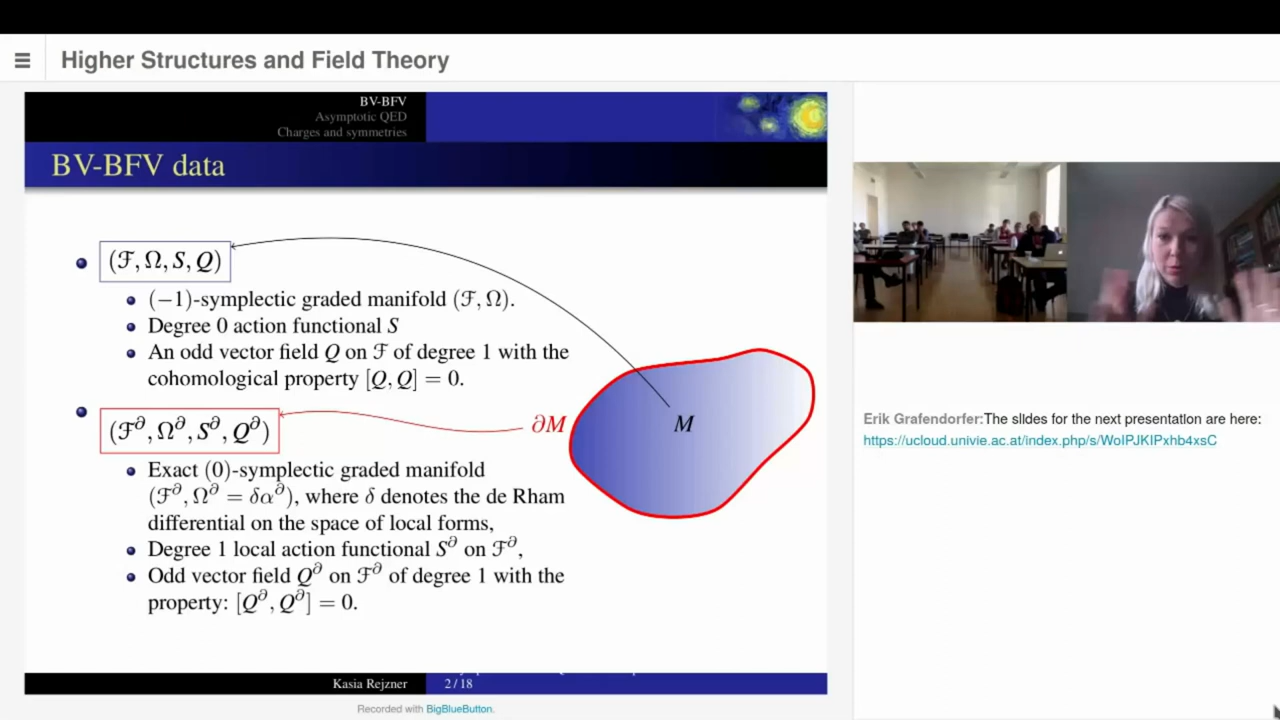 ☰ Higher Structures and Field Theory
BV-BFV
Asymptotic QED
Charges and symmetries
BV-BFV data
(ℱ, Ω, S, Q)
(−1)-symplectic graded manifold (ℱ, Ω).
Degree 0 action functional S
An odd vector field Q on ℱ of degree 1 with the
cohomological property [Q, Q] = 0.
(ℱ^∂, Ω^∂, S^∂, Q^∂)
Exact (0)-symplectic graded manifold
(ℱ^∂, Ω^∂ = δα^∂), where δ denotes the de Rham
differential on the space of local forms,
Degree 1 local action functional S^∂ on ℱ^∂,
Odd vector field Q^∂ on ℱ^∂ of degree 1 with the
property: [Q^∂, Q^∂] = 0.
∂M
M
Kasia Rejzner
2 / 18
Recorded with BigBlueButton.
Erik Grafendorfer:The slIdes for the next presentation are here:
https://ucloud.univie.ac.at/index.php/s/WoIPJKIPxhb4xsC